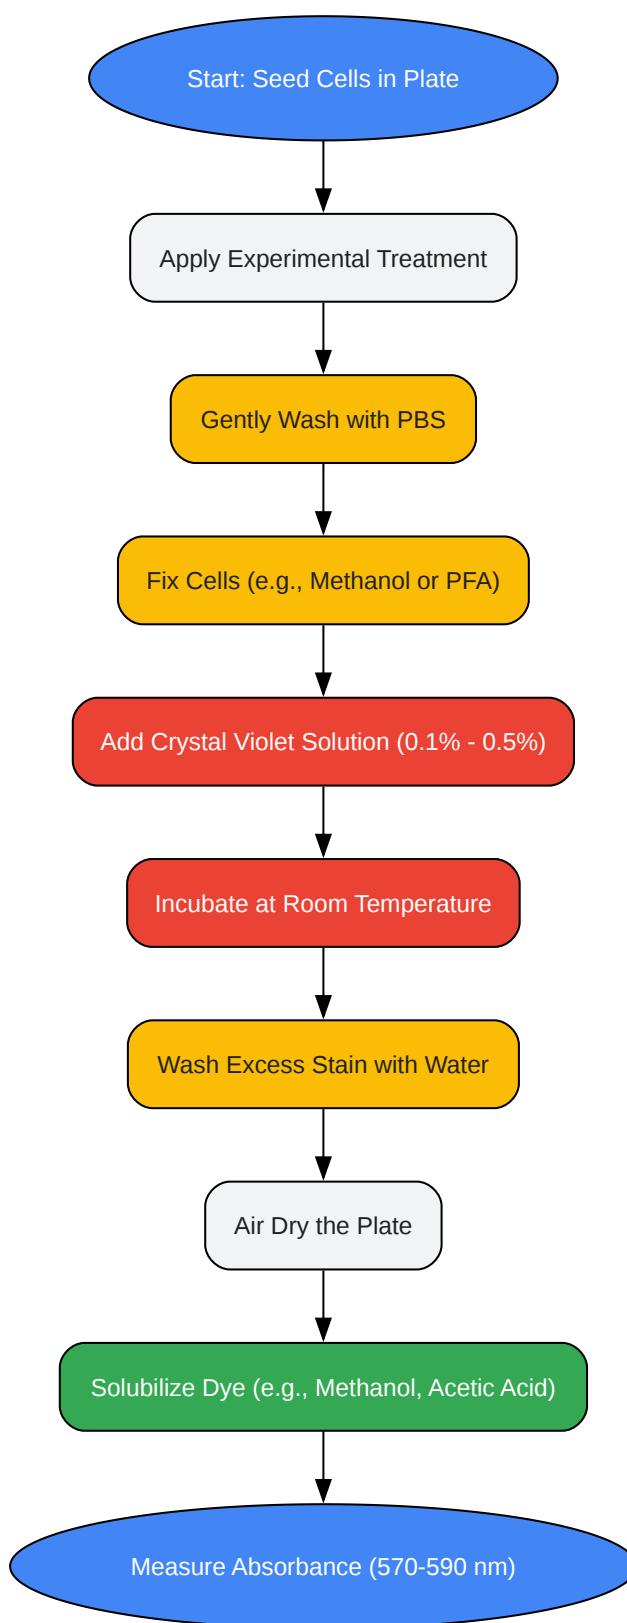 Start: Seed Cells in Plate
Apply Experimental Treatment
Gently Wash with PBS
Fix Cells (e.g., Methanol or PFA)
Add Crystal Violet Solution (0.1% - 0.5%)
Incubate at Room Temperature
Wash Excess Stain with Water
Air Dry the Plate
Solubilize Dye (e.g., Methanol, Acetic Acid)
Measure Absorbance (570-590 nm)